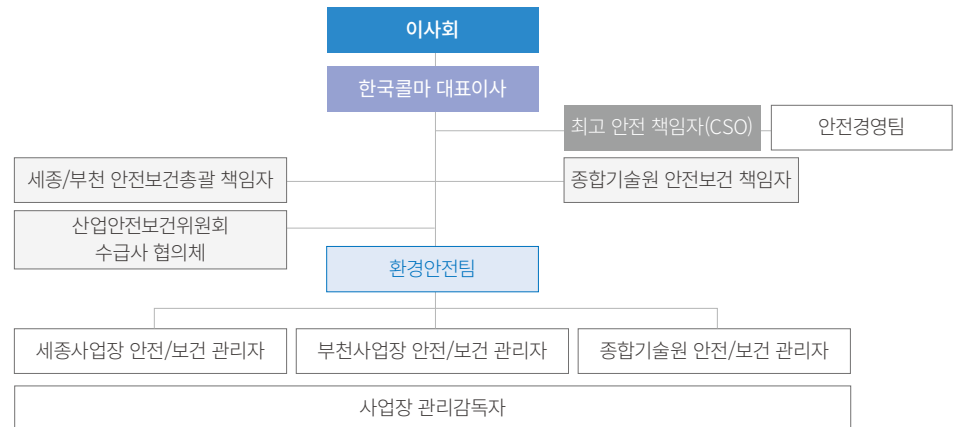 이사회
한국콜마 대표이사
최고 안전 책임자(CSO)
안전경영팀
세종/부천 안전보건총괄 책임자
종합기술원 안전보건 책임자
산업안전보건위원회
수급사 협의체
환경안전팀
세종사업장 안전/보건 관리자
부천사업장 안전/보건 관리자
종합기술원 안전/보건 관리자
사업장 관리감독자